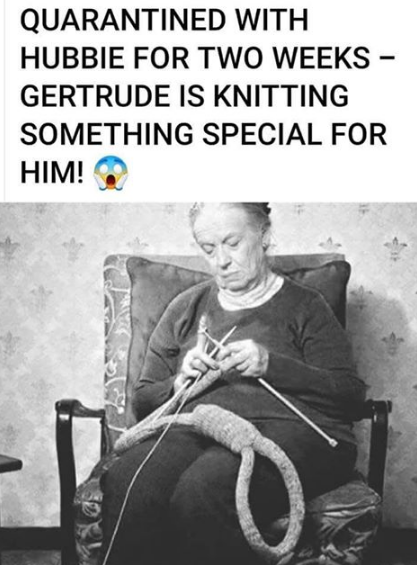 QUARANTINED WITH
HUBBIE FOR TWO WEEKS –
GERTRUDE IS KNITTING
SOMETHING SPECIAL FOR
HIM! 😱